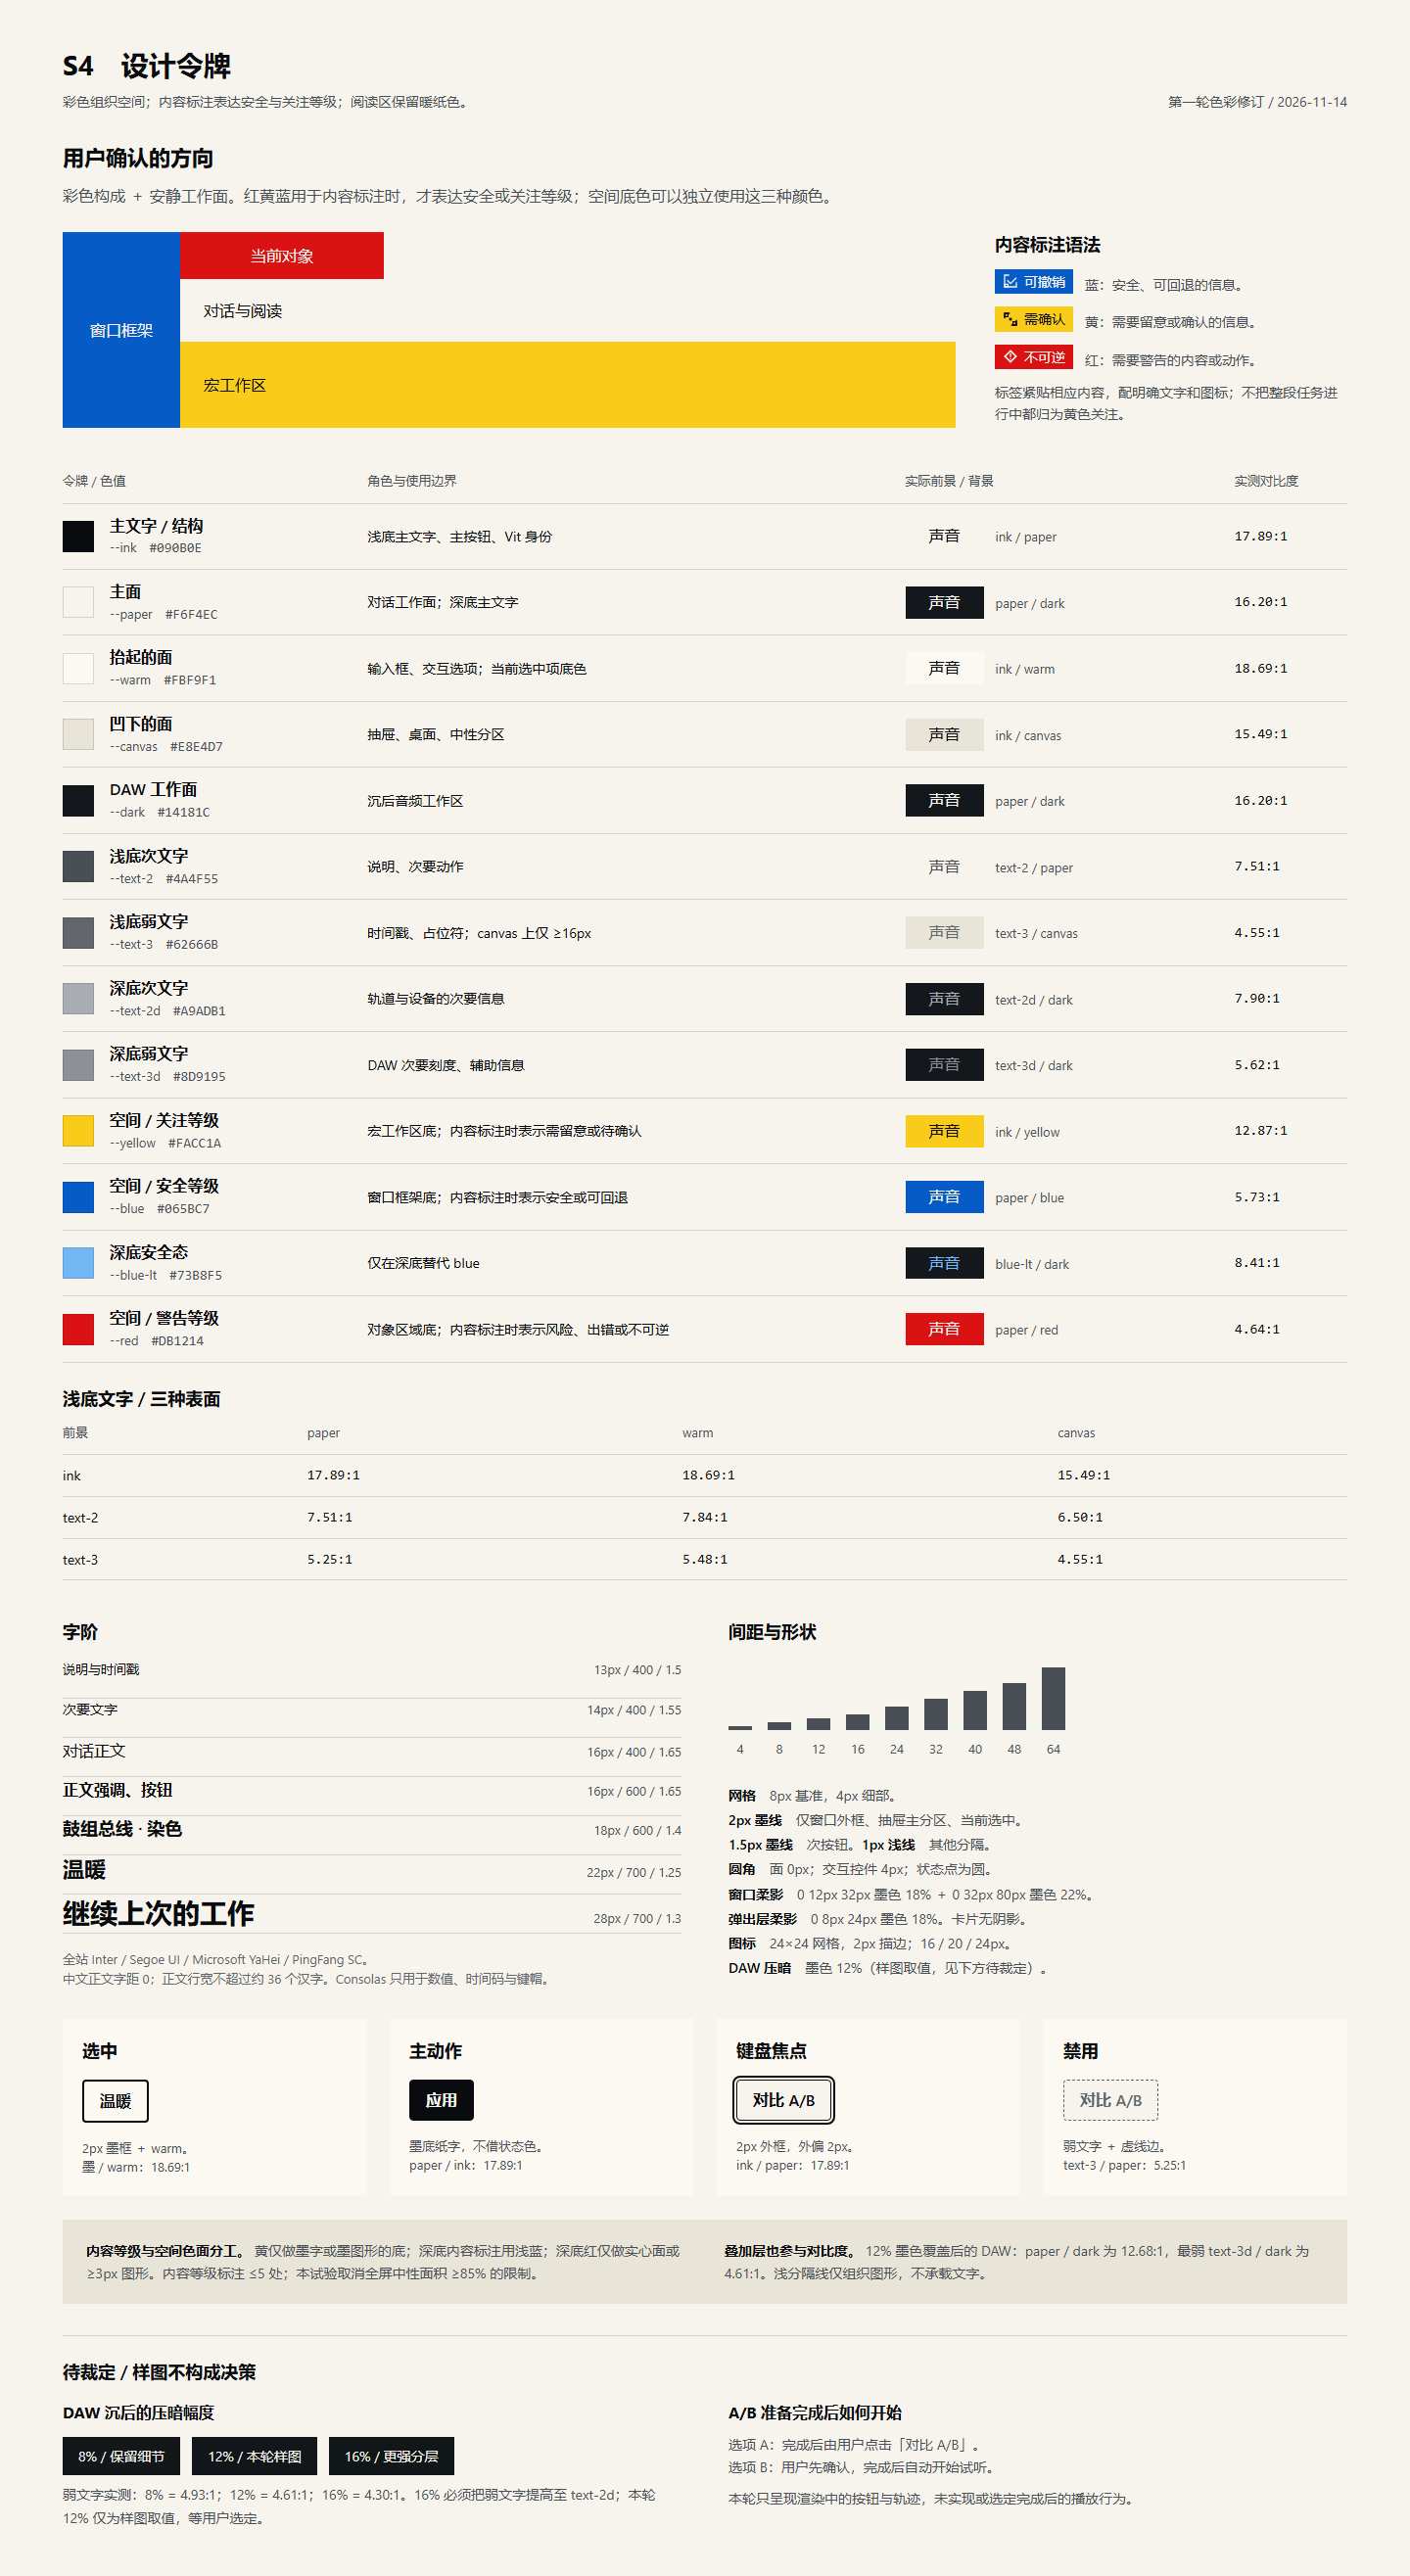 S4 设计令牌
彩色组织空间；内容标注表达安全与关注等级；阅读区保留暖纸色。
第一轮色彩修订 / 2026-11-14
用户确认的方向
彩色构成 + 安静工作面。红黄蓝用于内容标注时，才表达安全或关注等级；空间底色可以独立使用这三种颜色。
窗口框架
当前对象
对话与阅读
宏工作区
内容标注语法
可撤销 蓝：安全、可回退的信息。
需确认 黄：需要留意或确认的信息。
不可逆 红：需要警告的内容或动作。
标签紧贴相应内容，配明确文字和图标；不把整段任务进
行中都归为黄色关注。
令牌 / 色值 角色与使用边界 实际前景 / 背景 实测对比度
主文字 / 结构
--ink #090B0E
浅底主文字、主按钮、Vit 身份 声音 ink / paper 17.89:1
主面
--paper #F6F4EC
对话工作面；深底主文字 声音 paper / dark 16.20:1
抬起的面
--warm #FBF9F1
输入框、交互选项；当前选中项底色 声音 ink / warm 18.69:1
凹下的面
--canvas #E8E4D7
抽屉、桌面、中性分区 声音 ink / canvas 15.49:1
DAW 工作面
--dark #14181C
沉后音频工作区 声音 paper / dark 16.20:1
浅底次文字
--text-2 #4A4F55
说明、次要动作 声音 text-2 / paper 7.51:1
浅底弱文字
--text-3 #62666B
时间戳、占位符；canvas 上仅 ≥16px 声音 text-3 / canvas 4.55:1
深底次文字
--text-2d #A9ADB1
轨道与设备的次要信息 声音 text-2d / dark 7.90:1
深底弱文字
--text-3d #8D9195
DAW 次要刻度、辅助信息 声音 text-3d / dark 5.62:1
空间 / 关注等级
--yellow #FACC1A
宏工作区底；内容标注时表示需留意或待确认 声音 ink / yellow 12.87:1
空间 / 安全等级
--blue #065BC7
窗口框架底；内容标注时表示安全或可回退 声音 paper / blue 5.73:1
深底安全态
--blue-lt #73B8F5
仅在深底替代 blue 声音 blue-lt / dark 8.41:1
空间 / 警告等级
--red #DB1214
对象区域底；内容标注时表示风险、出错或不可逆 声音 paper / red 4.64:1
浅底文字 / 三种表面
前景 paper warm canvas
ink 17.89:1 18.69:1 15.49:1
text-2 7.51:1 7.84:1 6.50:1
text-3 5.25:1 5.48:1 4.55:1
字阶
说明与时间戳 13px / 400 / 1.5
次要文字 14px / 400 / 1.55
对话正文 16px / 400 / 1.65
正文强调、按钮 16px / 600 / 1.65
鼓组总线 · 染色 18px / 600 / 1.4
温暖 22px / 700 / 1.25
继续上次的工作 28px / 700 / 1.3
全站 Inter / Segoe UI / Microsoft YaHei / PingFang SC。
中文正文字距 0；正文行宽不超过约 36 个汉字。Consolas 只用于数值、时间码与键帽。
间距与形状
4 8 12 16 24 32 40 48 64
网格 8px 基准，4px 细部。
2px 墨线 仅窗口外框、抽屉主分区、当前选中。
1.5px 墨线 次按钮。1px 浅线 其他分隔。
圆角 面 0px；交互控件 4px；状态点为圆。
窗口柔影 0 12px 32px 墨色 18% + 0 32px 80px 墨色 22%。
弹出层柔影 0 8px 24px 墨色 18%。卡片无阴影。
图标 24×24 网格，2px 描边；16 / 20 / 24px。
DAW 压暗 墨色 12%（样图取值，见下方待裁定）。
选中
温暖
2px 墨框 + warm。
墨 / warm：18.69:1
主动作
应用
墨底纸字，不借状态色。
paper / ink：17.89:1
键盘焦点
对比 A/B
2px 外框，外偏 2px。
ink / paper：17.89:1
禁用
对比 A/B
弱文字 + 虚线边。
text-3 / paper：5.25:1
内容等级与空间色面分工。 黄仅做墨字或墨图形的底；深底内容标注用浅蓝；深底红仅做实心面或
≥3px 图形。内容等级标注 ≤5 处；本试验取消全屏中性面积 ≥85% 的限制。
叠加层也参与对比度。 12% 墨色覆盖后的 DAW：paper / dark 为 12.68:1，最弱 text-3d / dark 为
4.61:1。浅分隔线仅组织图形，不承载文字。
待裁定 / 样图不构成决策
DAW 沉后的压暗幅度
8% / 保留细节 12% / 本轮样图 16% / 更强分层
弱文字实测：8% = 4.93:1；12% = 4.61:1；16% = 4.30:1。16% 必须把弱文字提高至 text-2d；本轮
12% 仅为样图取值，等用户选定。
A/B 准备完成后如何开始
选项 A：完成后由用户点击「对比 A/B」。
选项 B：用户先确认，完成后自动开始试听。
本轮只呈现渲染中的按钮与轨迹，未实现或选定完成后的播放行为。